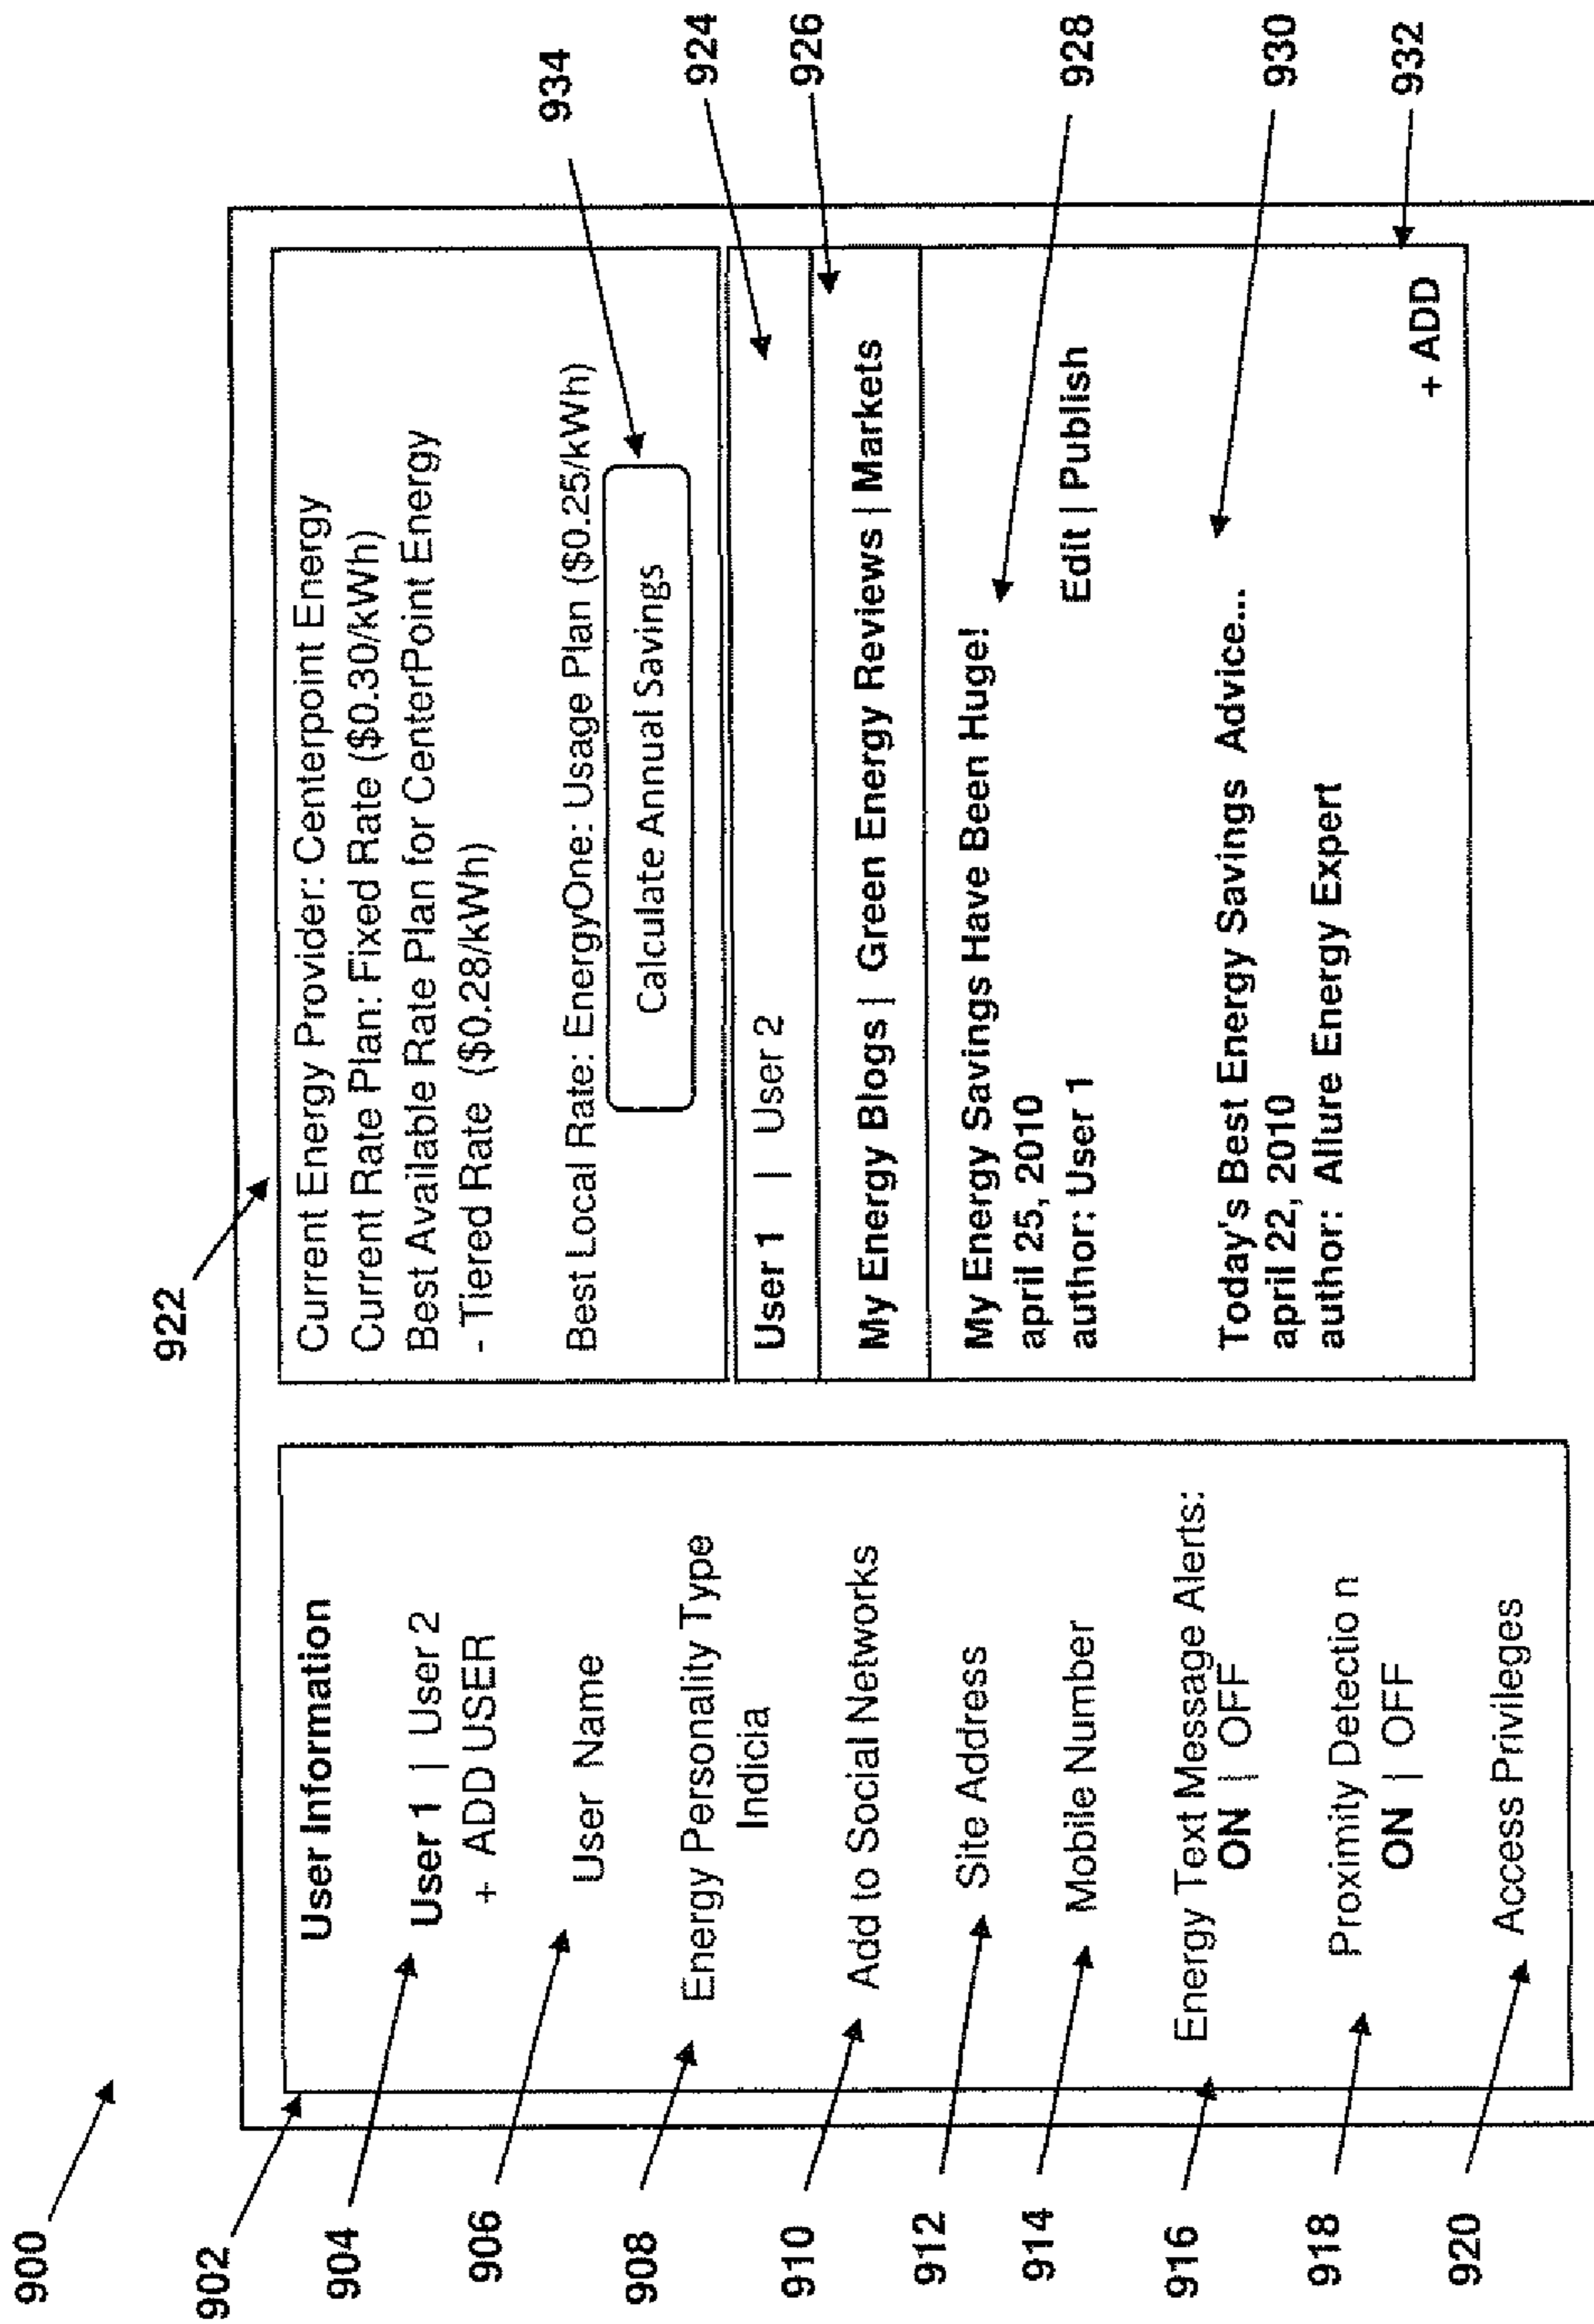 900
902
904
906
908
910
912
914
916
918
920
User Information
User 1 | User 2
+ ADD USER
User Name
Energy Personality Type
Indicia
Add to Social Networks
Site Address
Mobile Number
Energy Text Message Alerts:
ON | OFF
Proximity Detectio n
ON | OFF
Access Privileges
922
Current Energy Provider: Centerpoint Energy
Current Rate Plan: Fixed Rate ($0.30/kWh)
Best Available Rate Plan for CenterPoint Energy
- Tiered Rate ($0.28/kWh)
Best Local Rate: EnergyOne: Usage Plan ($0.25/kWh)
Calculate Annual Savings
User 1 | User 2
My Energy Blogs | Green Energy Reviews | Markets
My Energy Savings Have Been Huge!
april 25, 2010
author: User 1
Edit | Publish
Today's Best Energy Savings Advice...
april 22, 2010
author: Allure Energy Expert
+ ADD
934
924
926
928
930
932